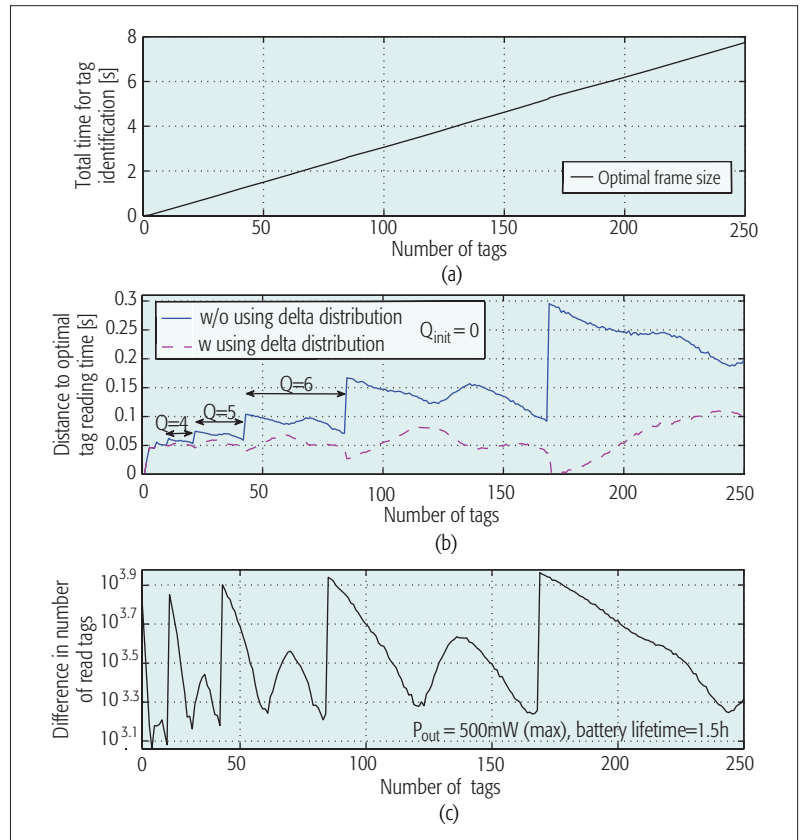 8
6
4
2
0
Total time for tag
identification [s]
Optimal frame size
0 50 100 150 200 250
Number of tags
(a)
0.3
0.25
0.2
0.15
0.1
0.05
0
Distance to optimal
tag reading time [s]
w/o using delta distribution
w using delta distribution
Q_init = 0
Q=4
Q=5
Q=6
0 50 100 150 200 250
Number of tags
(b)
10^3.9
10^3.7
10^3.5
10^3.3
10^3.1
Difference in number
of read tags
P_out = 500mW (max), battery lifetime=1.5h
0 50 100 150 200 250
Number of tags
(c)